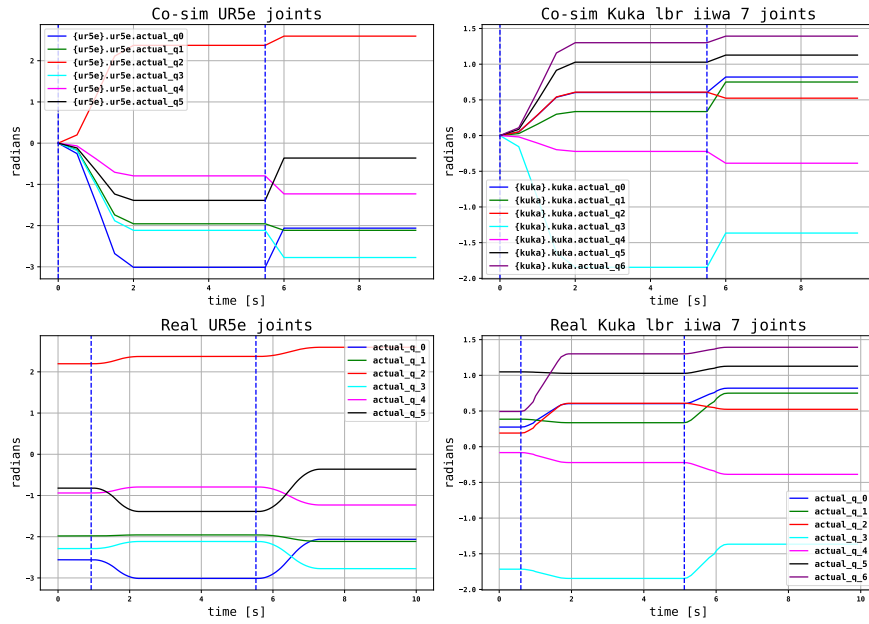 Co-sim UR5e joints
2
1
0
−1
−2
−3
radians
{ur5e}.ur5e.actual_q0
{ur5e}.ur5e.actual_q1
{ur5e}.ur5e.actual_q2
{ur5e}.ur5e.actual_q3
{ur5e}.ur5e.actual_q4
{ur5e}.ur5e.actual_q5
0 2 4 6 8
time [s]
Co-sim Kuka lbr iiwa 7 joints
1.5
1.0
0.5
0.0
−0.5
−1.0
−1.5
−2.0
radians
{kuka}.kuka.actual_q0
{kuka}.kuka.actual_q1
{kuka}.kuka.actual_q2
{kuka}.kuka.actual_q3
{kuka}.kuka.actual_q4
{kuka}.kuka.actual_q5
{kuka}.kuka.actual_q6
0 2 4 6 8
time [s]
Real UR5e joints
2
1
0
−1
−2
−3
radians
actual_q_0
actual_q_1
actual_q_2
actual_q_3
actual_q_4
actual_q_5
0 2 4 6 8 10
time [s]
Real Kuka lbr iiwa 7 joints
1.5
1.0
0.5
0.0
−0.5
−1.0
−1.5
−2.0
radians
actual_q_0
actual_q_1
actual_q_2
actual_q_3
actual_q_4
actual_q_5
actual_q_6
0 2 4 6 8 10
time [s]